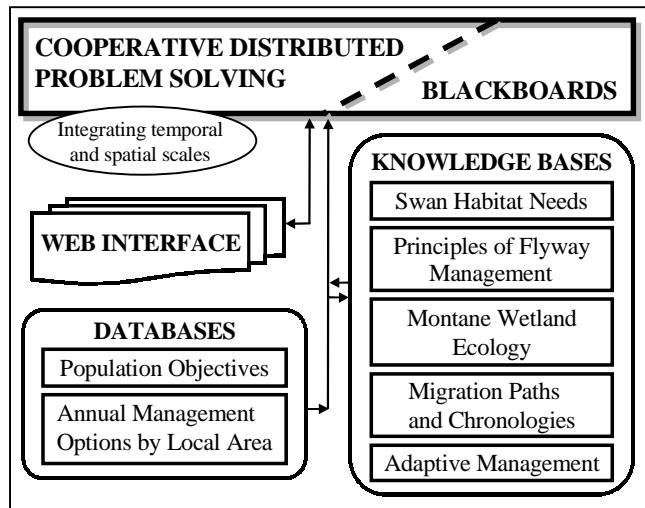 COOPERATIVE DISTRIBUTED
PROBLEM SOLVING
BLACKBOARDS
Integrating temporal
and spatial scales
WEB INTERFACE
DATABASES
Population Objectives
Annual Management
Options by Local Area
KNOWLEDGE BASES
Swan Habitat Needs
Principles of Flyway
Management
Montane Wetland
Ecology
Migration Paths
and Chronologies
Adaptive Management